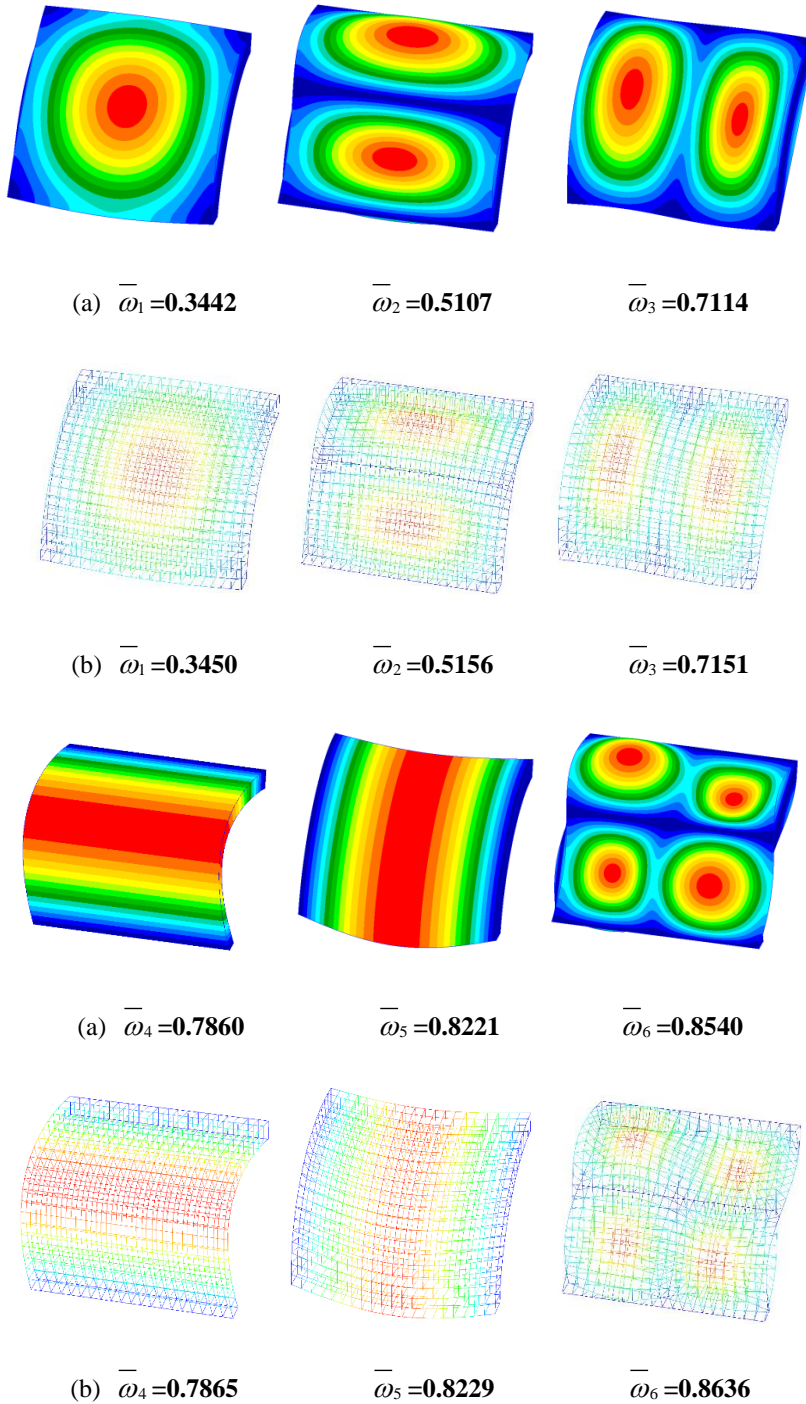 (a) ω̅₁ =0.3442 ω̅₂ =0.5107 ω̅₃ =0.7114
(b) ω̅₁ =0.3450 ω̅₂ =0.5156 ω̅₃ =0.7151
(a) ω̅₄ =0.7860 ω̅₅ =0.8221 ω̅₆ =0.8540
(b) ω̅₄ =0.7865 ω̅₅ =0.8229 ω̅₆ =0.8636